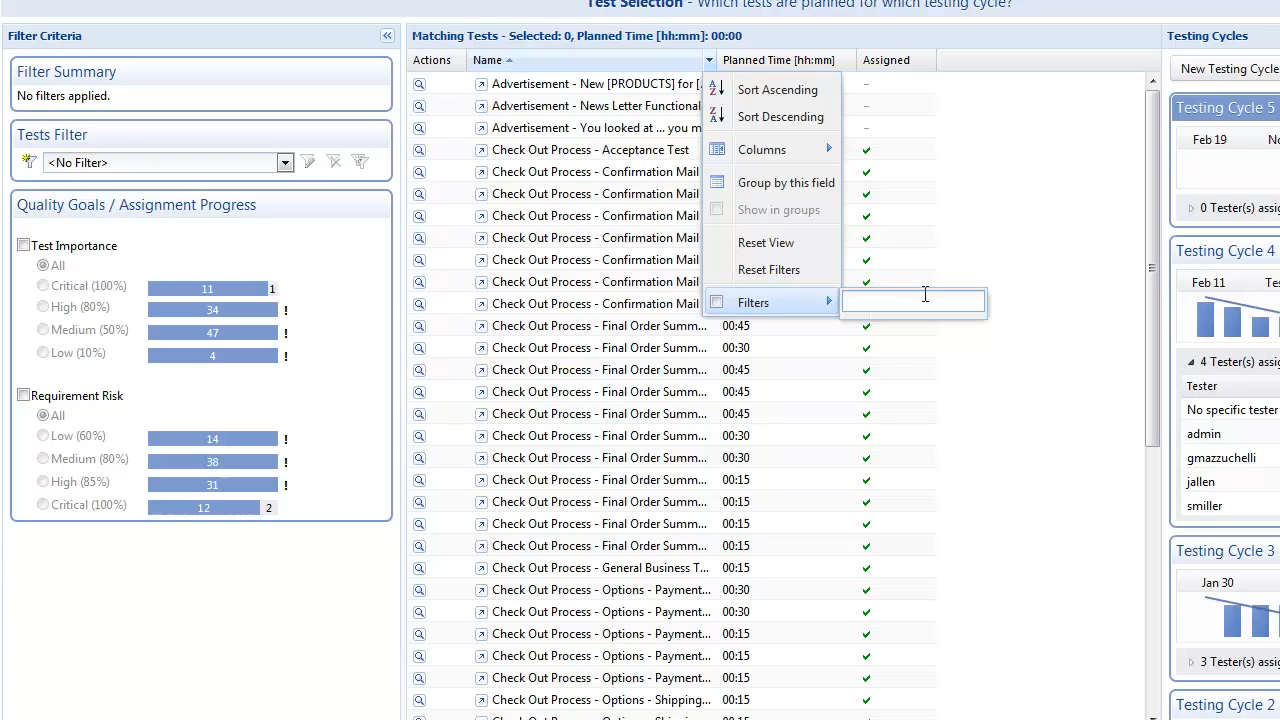 Test Selection - Which tests are planned for which testing cycle?
Filter Criteria
Filter Summary
No filters applied.
Tests Filter
<No Filter>
Quality Goals / Assignment Progress
Test Importance
All
Critical (100%) 11 1
High (80%) 34 !
Medium (50%) 47 !
Low (10%) 4 !
Requirement Risk
All
Low (60%) 14 !
Medium (80%) 38 !
High (85%) 31 !
Critical (100%) 12 2
Matching Tests - Selected: 0, Planned Time [hh:mm]: 00:00
Actions Name Planned Time [hh:mm] Assigned
Advertisement - New [PRODUCTS] for [ –
Advertisement - News Letter Functional –
Advertisement - You looked at ... you m –
Check Out Process - Acceptance Test
Check Out Process - Confirmation Mail
Check Out Process - Confirmation Mail
Check Out Process - Confirmation Mail
Check Out Process - Confirmation Mail
Check Out Process - Confirmation Mail
Check Out Process - Confirmation Mail
Check Out Process - Confirmation Mail
Check Out Process - Final Order Summ... 00:45
Check Out Process - Final Order Summ... 00:30
Check Out Process - Final Order Summ... 00:45
Check Out Process - Final Order Summ... 00:45
Check Out Process - Final Order Summ... 00:45
Check Out Process - Final Order Summ... 00:30
Check Out Process - Final Order Summ... 00:30
Check Out Process - Final Order Summ... 00:15
Check Out Process - Final Order Summ... 00:15
Check Out Process - Final Order Summ... 00:15
Check Out Process - Final Order Summ... 00:15
Check Out Process - General Business T... 00:15
Check Out Process - Options - Payment... 00:30
Check Out Process - Options - Payment... 00:30
Check Out Process - Options - Payment... 00:15
Check Out Process - Options - Payment... 00:15
Check Out Process - Options - Payment... 00:15
Check Out Process - Options - Shipping... 00:15
Sort Ascending
Sort Descending
Columns
Group by this field
Show in groups
Reset View
Reset Filters
Filters
Testing Cycles
New Testing Cycle
Testing Cycle 5
Feb 19 No
0 Tester(s) assig
Testing Cycle 4
Feb 11 Tes
4 Tester(s) assig
Tester
No specific tester
admin
gmazzuchelli
jallen
smiller
Testing Cycle 3
Jan 30
3 Tester(s) assig
Testing Cycle 2